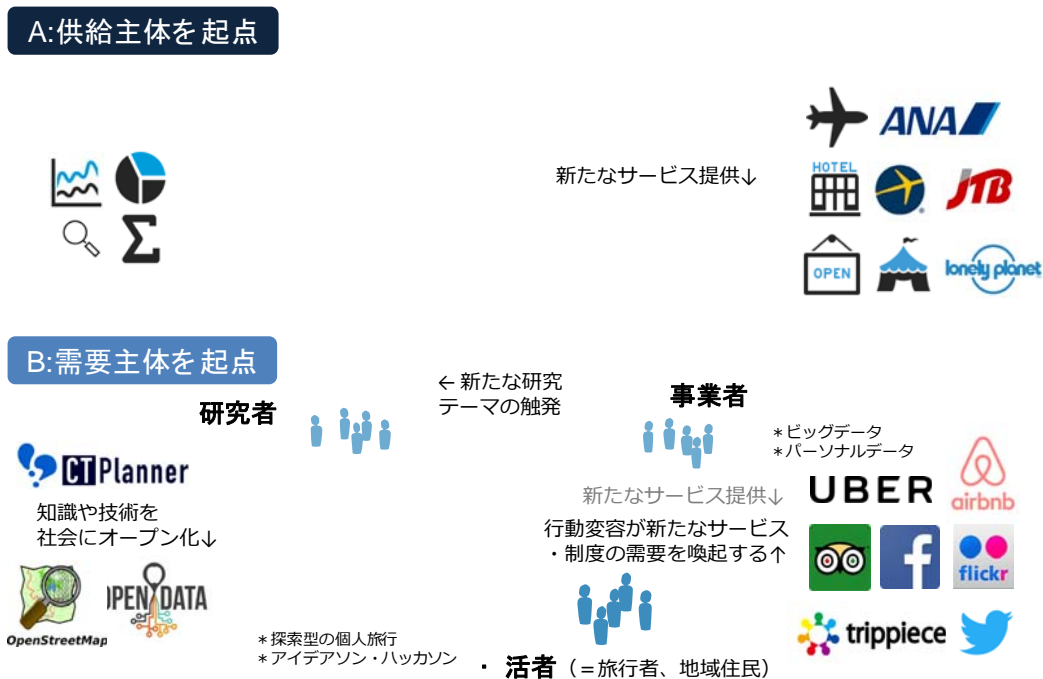 A:供給主体を起点
ANA
新たなサービス提供↓
HOTEL
JTB
OPEN
lonely planet
B:需要主体を起点
←新たな研究
テーマの触発
研究者
事業者
＊ビッグデータ
＊パーソナルデータ
CTPlanner
新たなサービス提供↓
UBER
airbnb
知識や技術を
社会にオープン化↓
行動変容が新たなサービス
・制度の需要を喚起する↑
flickr
OPEN DATA
OpenStreetMap
trippiece
＊探索型の個人旅行
＊アイデアソン・ハッカソン
・活者（＝旅行者、地域住民）